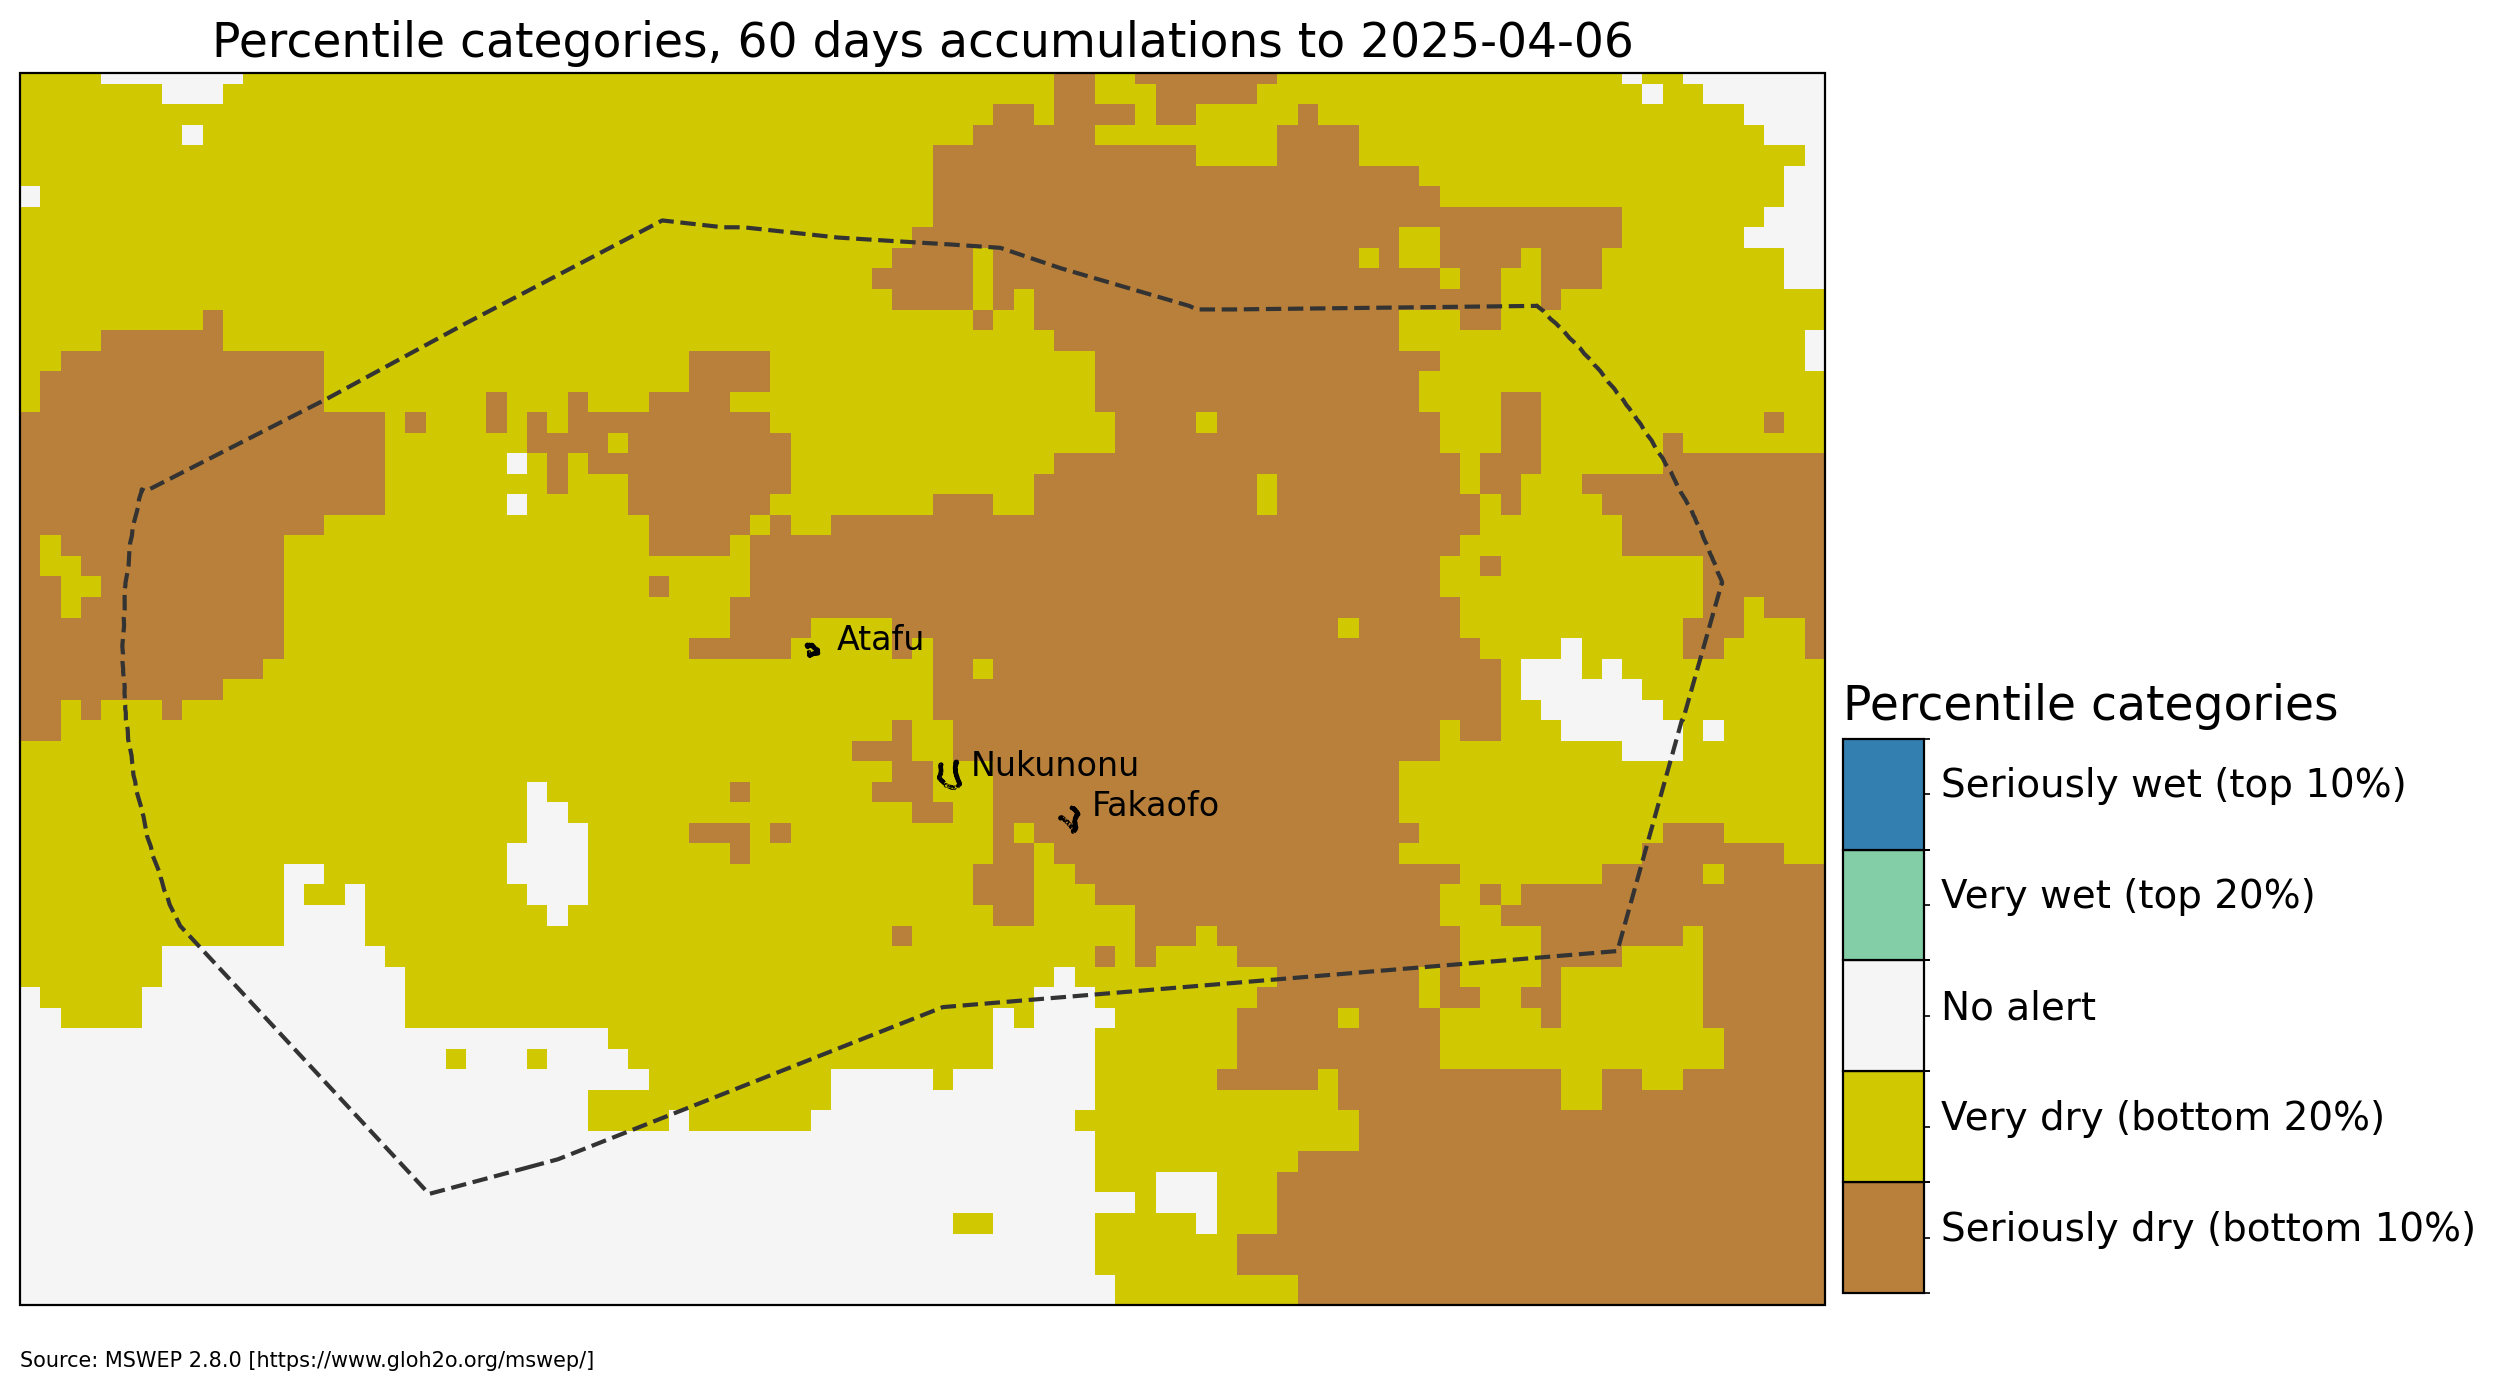 Percentile categories, 60 days accumulations to 2025-04-06
Atafu
Nukunonu
Fakaofo
Percentile categories
Seriously wet (top 10%)
Very wet (top 20%)
No alert
Very dry (bottom 20%)
Seriously dry (bottom 10%)
Source: MSWEP 2.8.0 [https://www.gloh2o.org/mswep/]